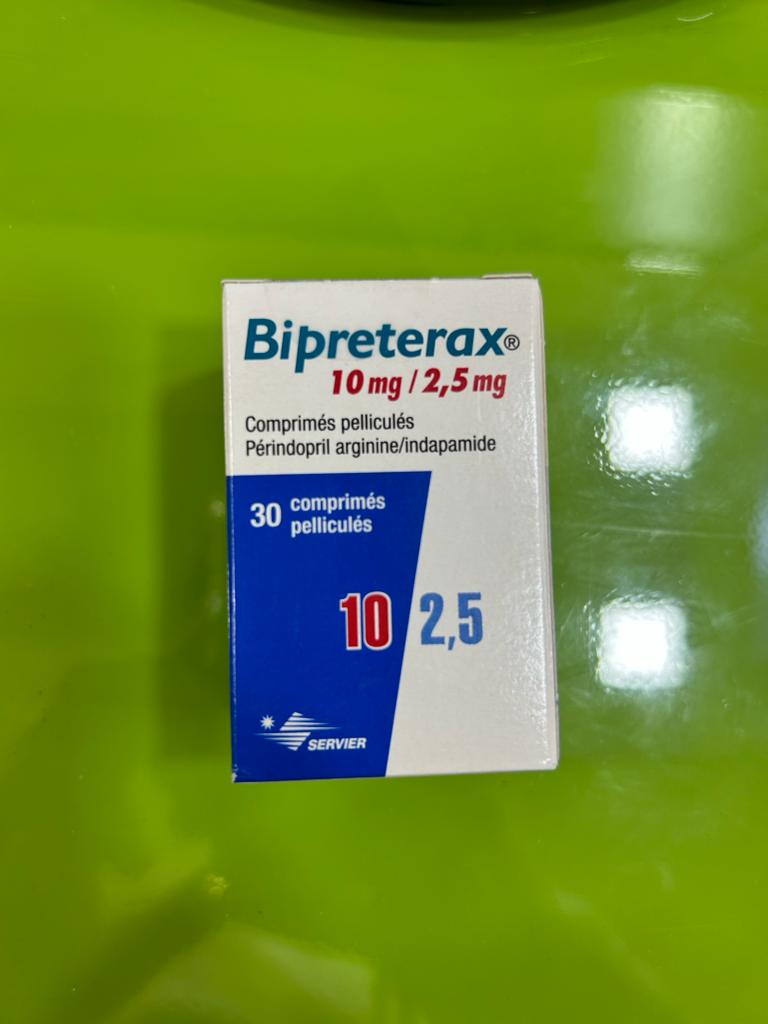 Bipreterax®
10 mg / 2,5 mg
Comprimés pelliculés
Périndopril arginine/indapamide
30 comprimés
pelliculés
10 2,5
SERVIER